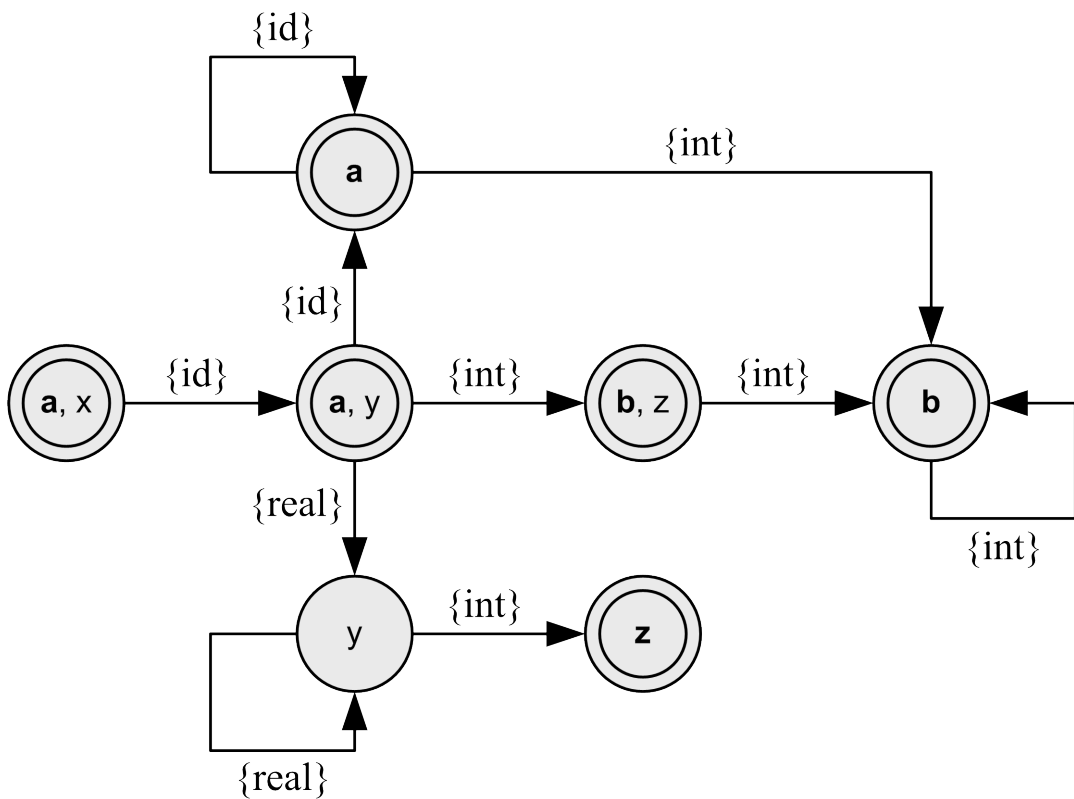 {id}
a
{int}
{id}
a, x
{id}
a, y
{int}
b, z
{int}
b
{real}
{int}
y
{int}
z
{real}